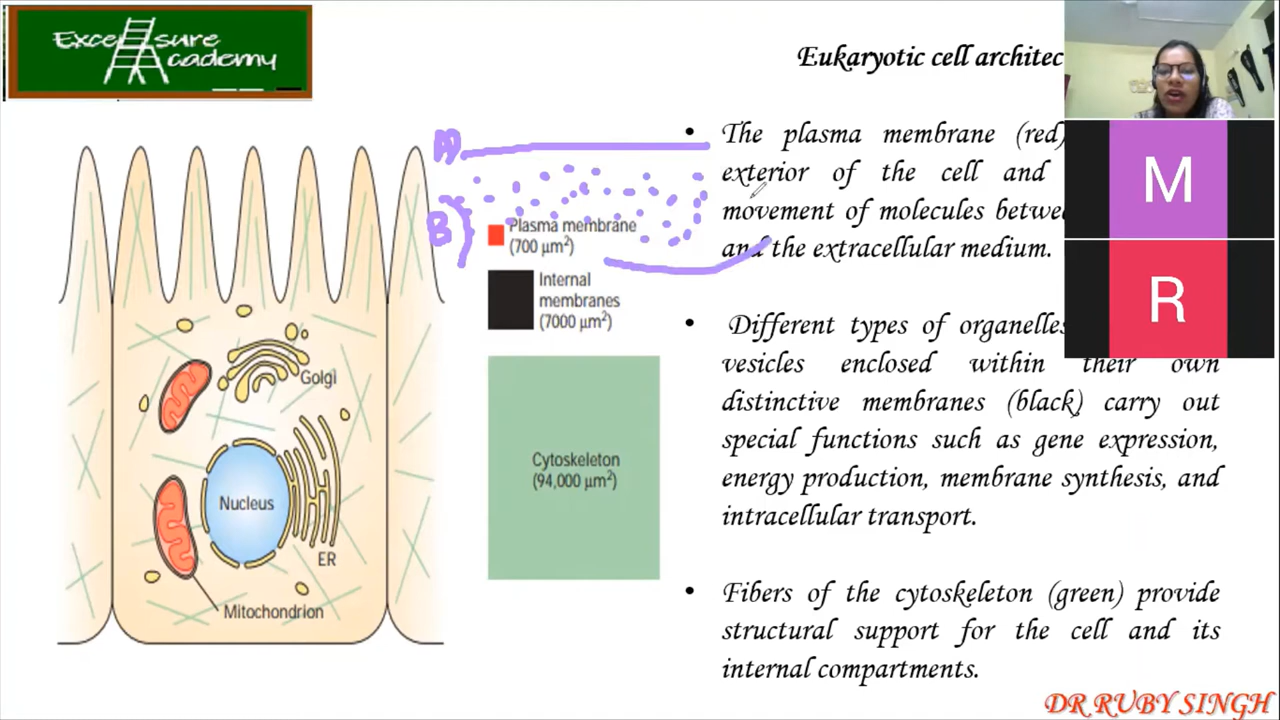 Excel sure
Academy
Eukaryotic cell architec
• The plasma membrane (red)
exterior of the cell and
movement of molecules betwe
and the extracellular medium.
• Different types of organelles
vesicles enclosed within their own
distinctive membranes (black) carry out
special functions such as gene expression,
energy production, membrane synthesis, and
intracellular transport.
• Fibers of the cytoskeleton (green) provide
structural support for the cell and its
internal compartments.
A)
B)
Plasma membrane
(700 µm²)
Internal
membranes
(7000 µm²)
Cytoskeleton
(94,000 µm²)
Golgi
Nucleus
ER
Mitochondrion
M
R
DR RUBY SINGH